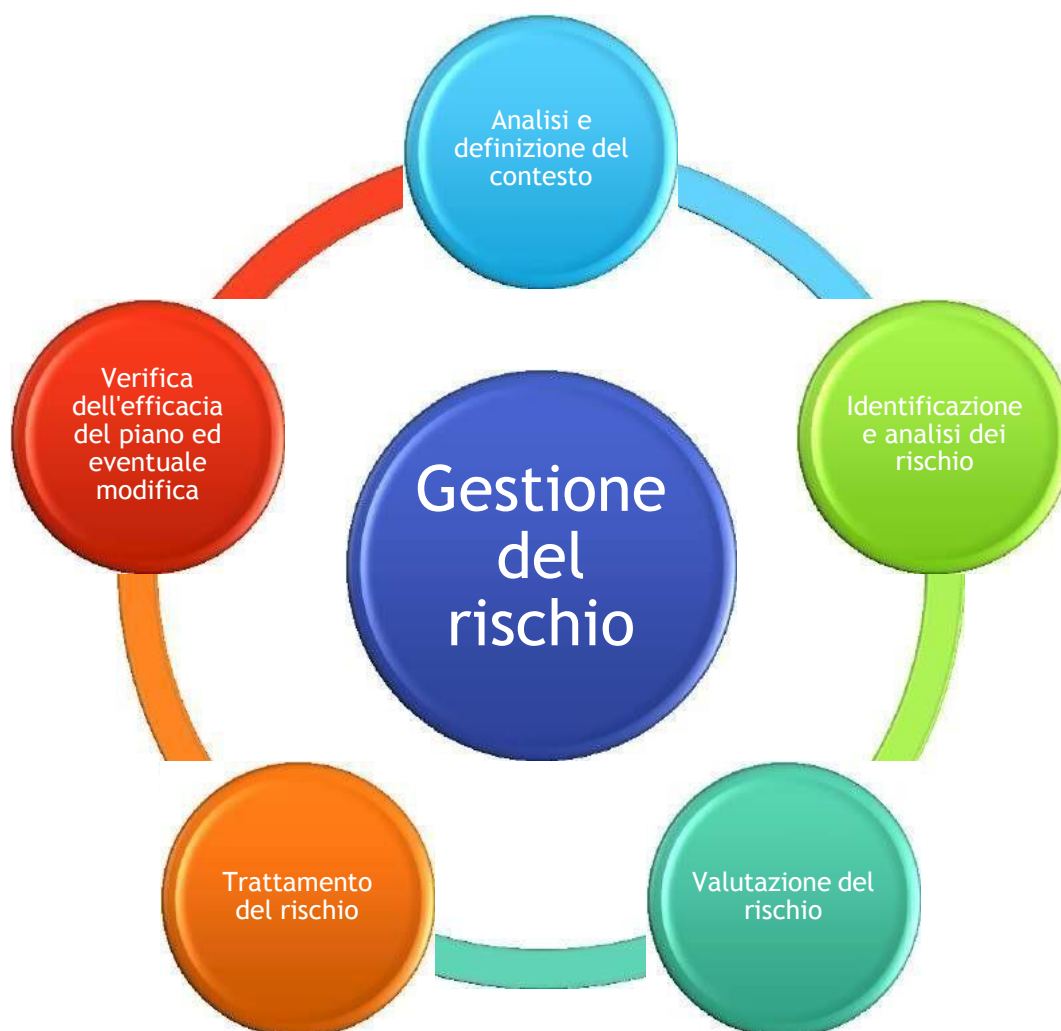 Analisi e
definizione del
contesto
Identificazione
e analisi dei
rischio
Valutazione del
rischio
Trattamento
del rischio
Verifica
dell'efficacia
del piano ed
eventuale
modifica
Gestione
del
rischio